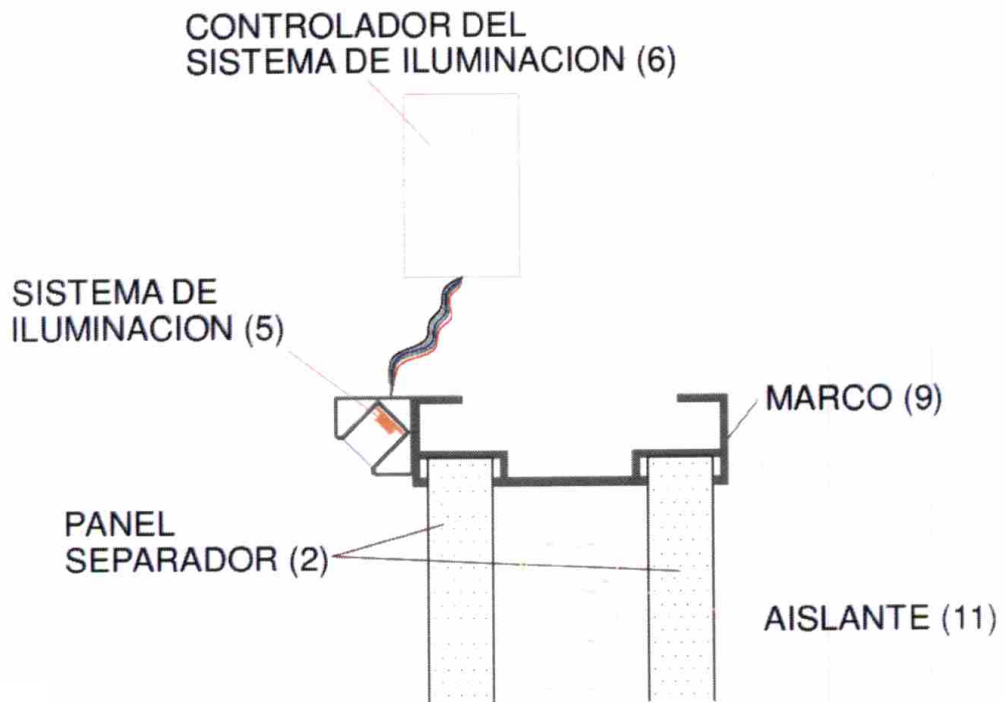 CONTROLADOR DEL
SISTEMA DE ILUMINACION (6)
SISTEMA DE
ILUMINACION (5)
MARCO (9)
PANEL
SEPARADOR (2)
AISLANTE (11)